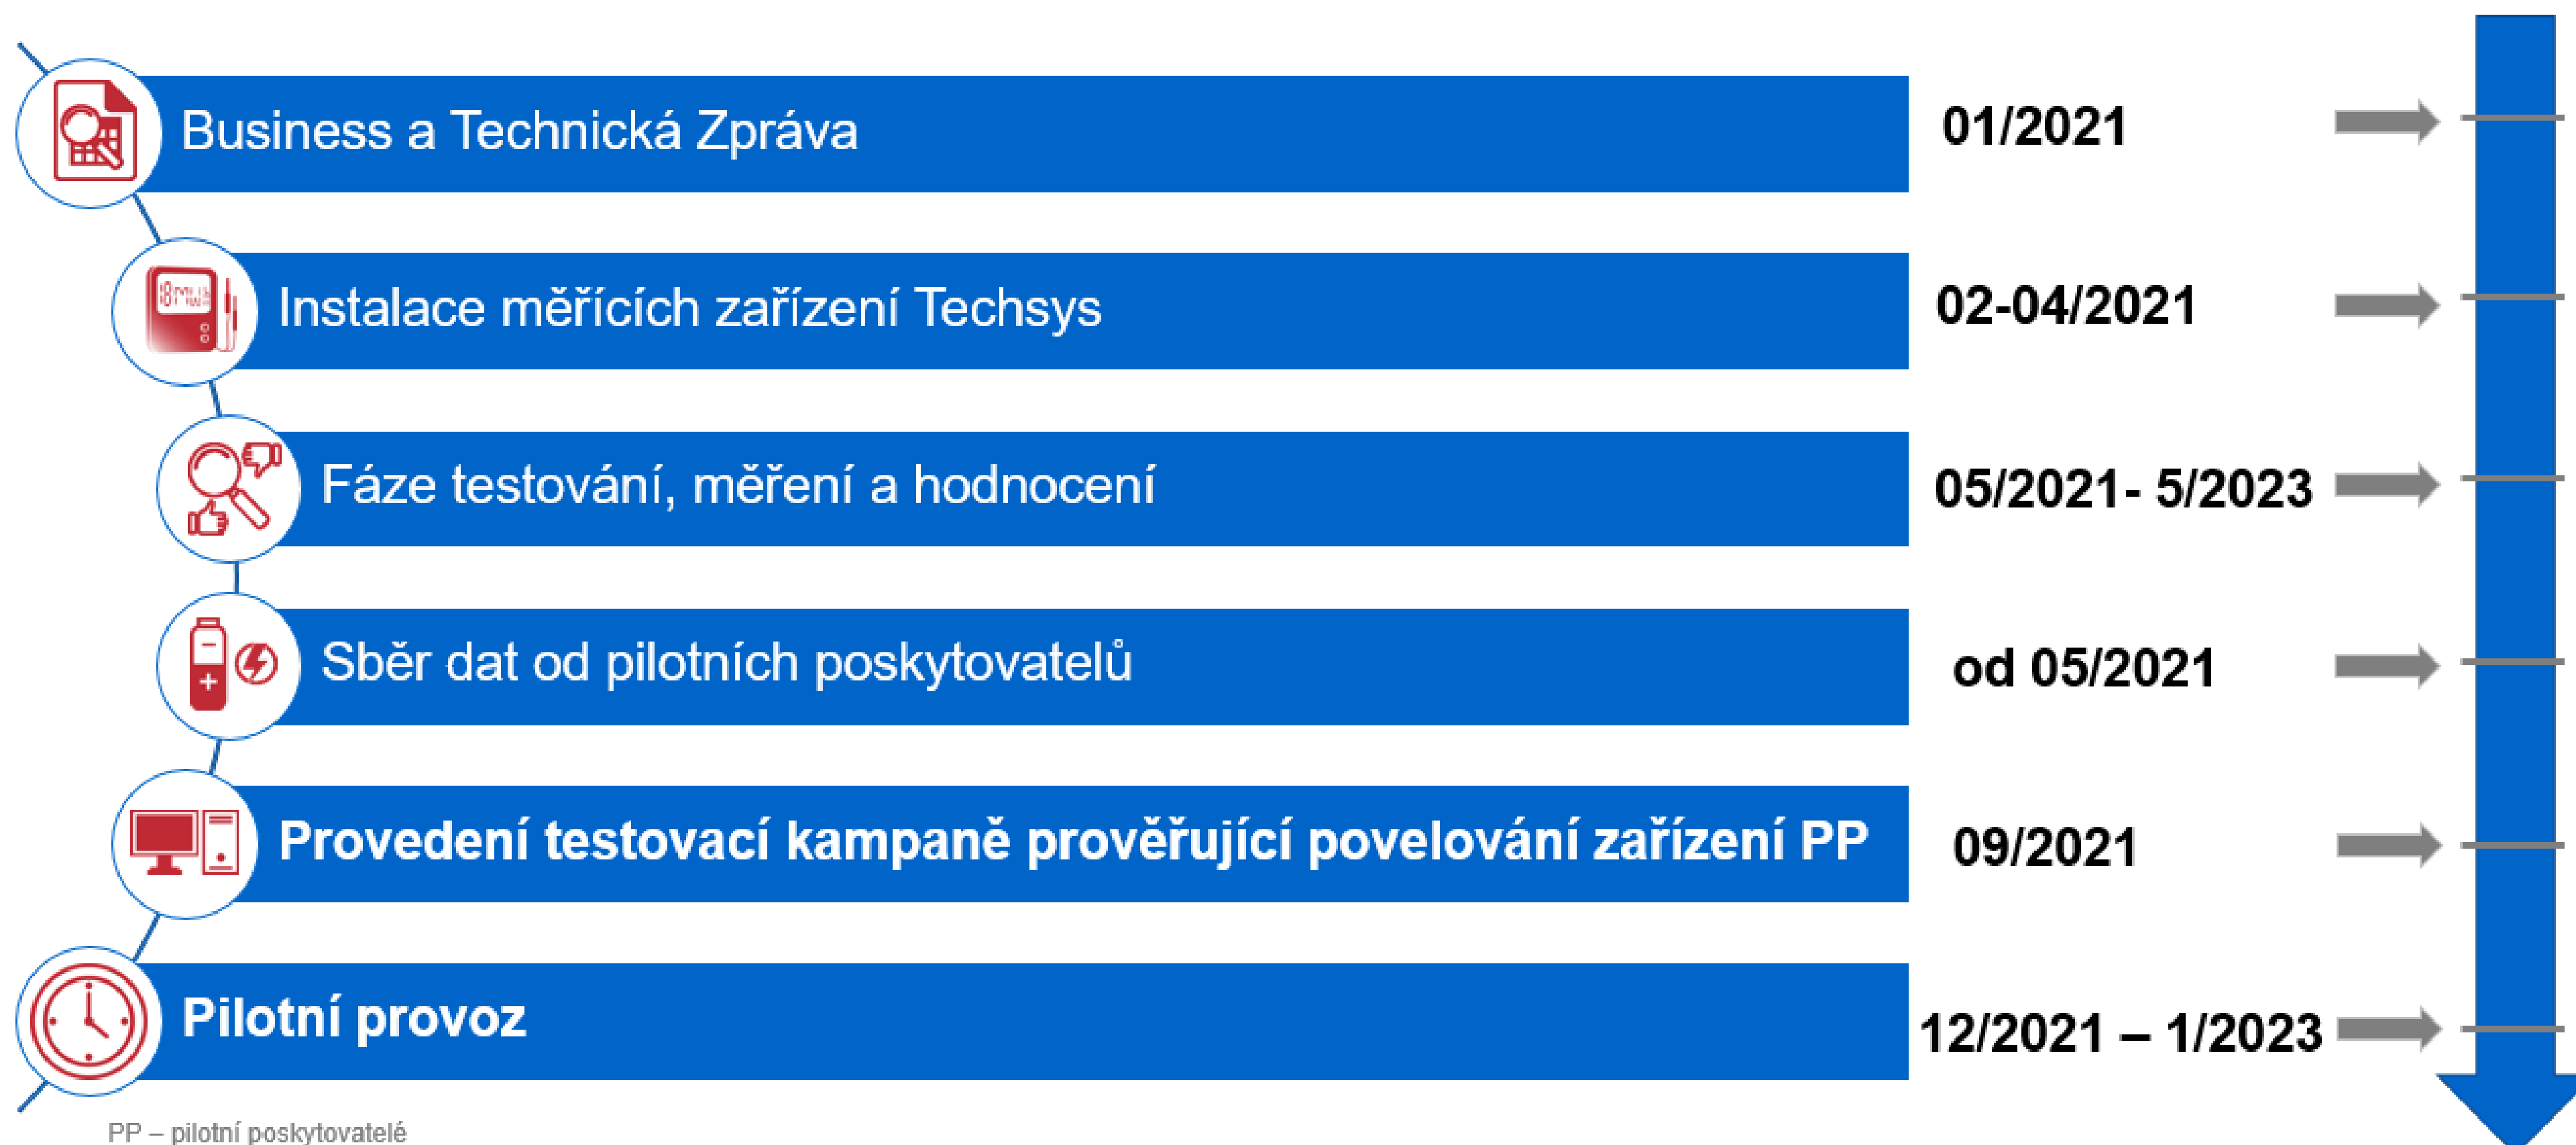 Business a Technická Zpráva 01/2021
Instalace měřících zařízení Techsys 02-04/2021
Fáze testování, měření a hodnocení 05/2021- 5/2023
Sběr dat od pilotních poskytovatelů od 05/2021
Provedení testovací kampaně prověřující povelování zařízení PP 09/2021
Pilotní provoz 12/2021 – 1/2023
PP – pilotní poskytovatelé